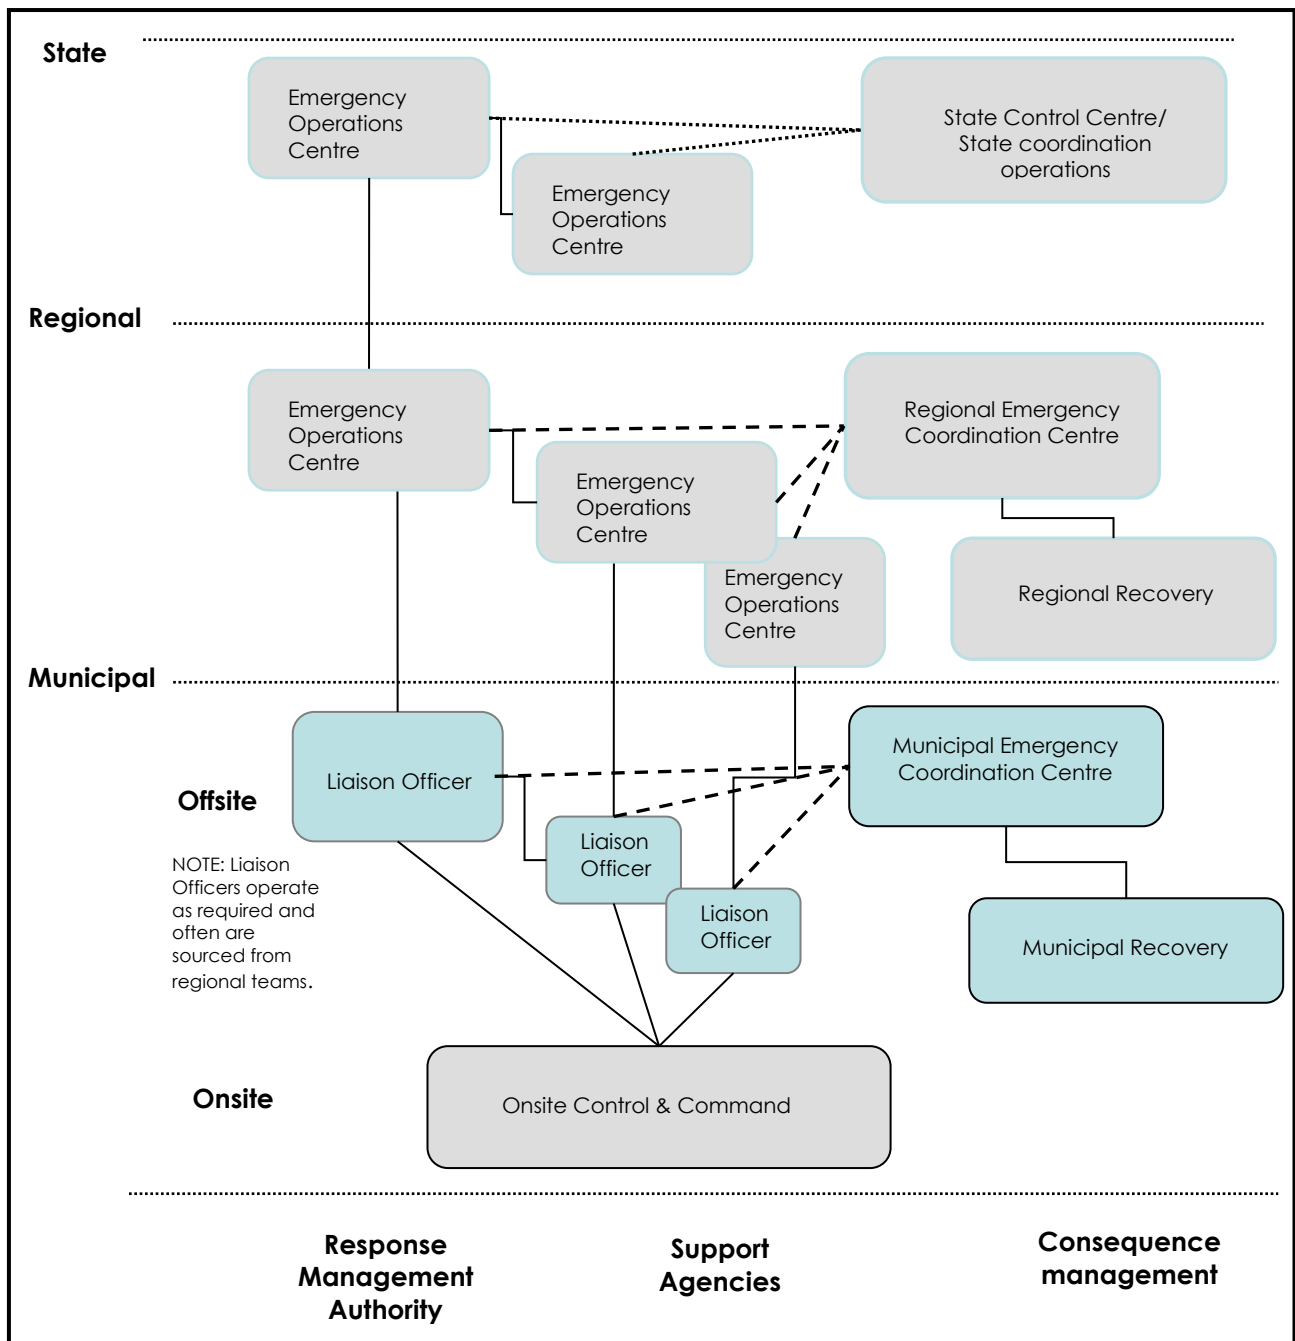 State
Emergency
Operations
Centre
State Control Centre/
State coordination
operations
Emergency
Operations
Centre
Regional
Emergency
Operations
Centre
Regional Emergency
Coordination Centre
Emergency
Operations
Centre
Emergency
Operations
Centre
Regional Recovery
Municipal
Liaison Officer
Municipal Emergency
Coordination Centre
Offsite
NOTE: Liaison
Officers operate
as required and
often are
sourced from
regional teams.
Liaison
Officer
Liaison
Officer
Municipal Recovery
Onsite
Onsite Control & Command
Response
Management
Authority
Support
Agencies
Consequence
management